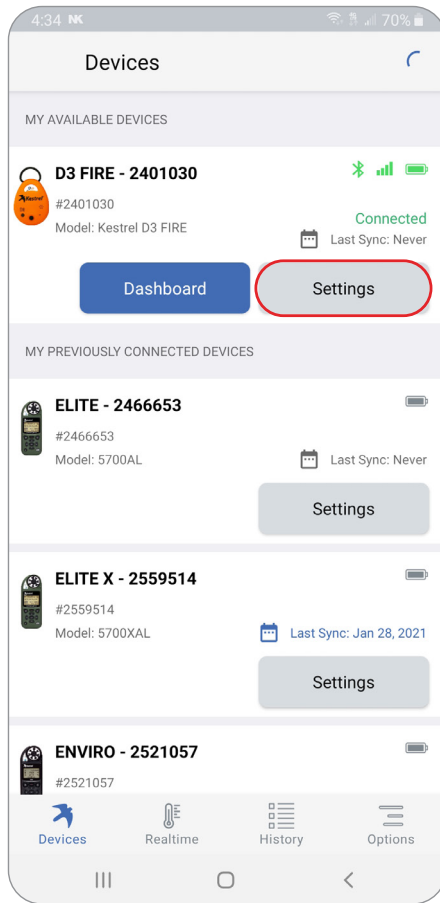 4:34 NK 70%
Devices
MY AVAILABLE DEVICES
D3 FIRE - 2401030
#2401030
Connected
Model: Kestrel D3 FIRE
Last Sync: Never
Dashboard
Settings
MY PREVIOUSLY CONNECTED DEVICES
ELITE - 2466653
#2466653
Model: 5700AL
Last Sync: Never
Settings
ELITE X - 2559514
#2559514
Model: 5700XAL
Last Sync: Jan 28, 2021
Settings
ENVIRO - 2521057
#2521057
Devices
Realtime
History
Options